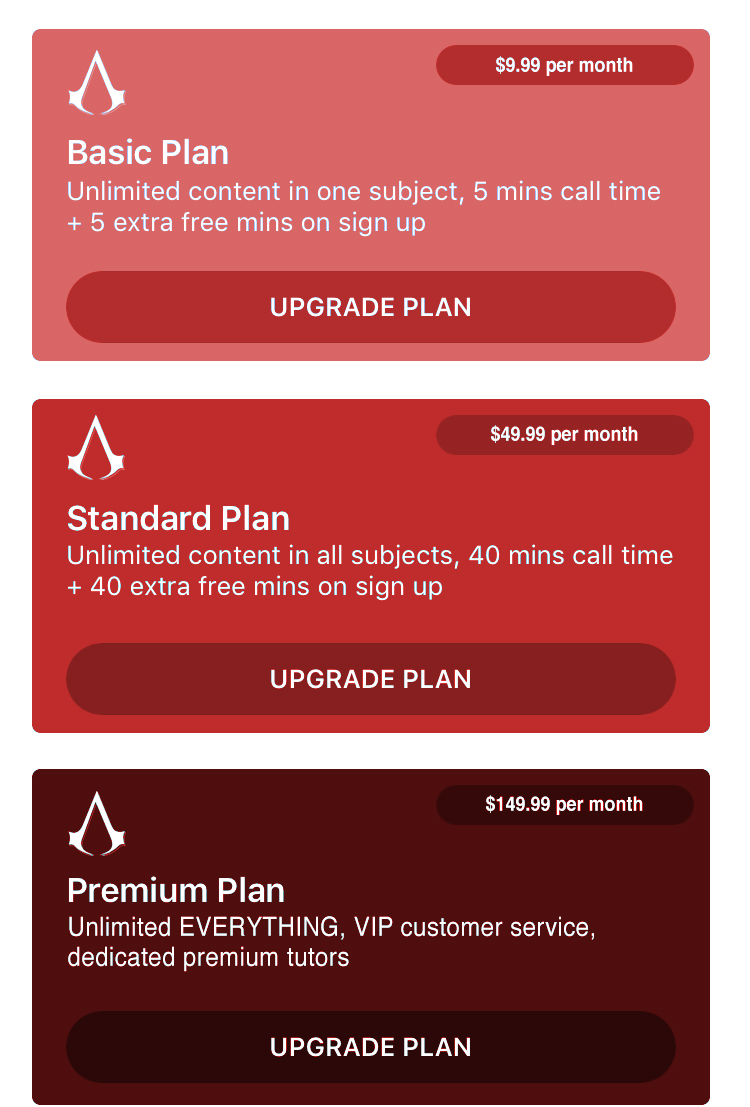 $9.99 per month
Basic Plan
Unlimited content in one subject, 5 mins call time
+ 5 extra free mins on sign up
UPGRADE PLAN
$49.99 per month
Standard Plan
Unlimited content in all subjects, 40 mins call time
+ 40 extra free mins on sign up
UPGRADE PLAN
$149.99 per month
Premium Plan
Unlimited EVERYTHING, VIP customer service,
dedicated premium tutors
UPGRADE PLAN